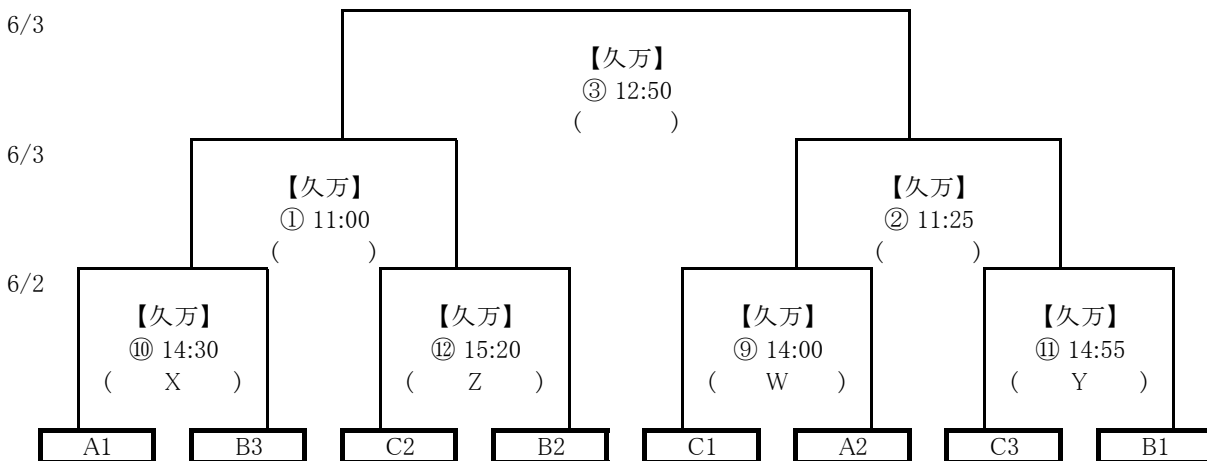 6/3
【久万】
③ 12:50
(　　　)
6/3
【久万】
① 11:00
(　　　)
【久万】
② 11:25
(　　　)
6/2
【久万】
⑩ 14:30
(　X　)
【久万】
⑫ 15:20
(　Z　)
【久万】
⑨ 14:00
(　W　)
【久万】
⑪ 14:55
(　Y　)
A1
B3
C2
B2
C1
A2
C3
B1